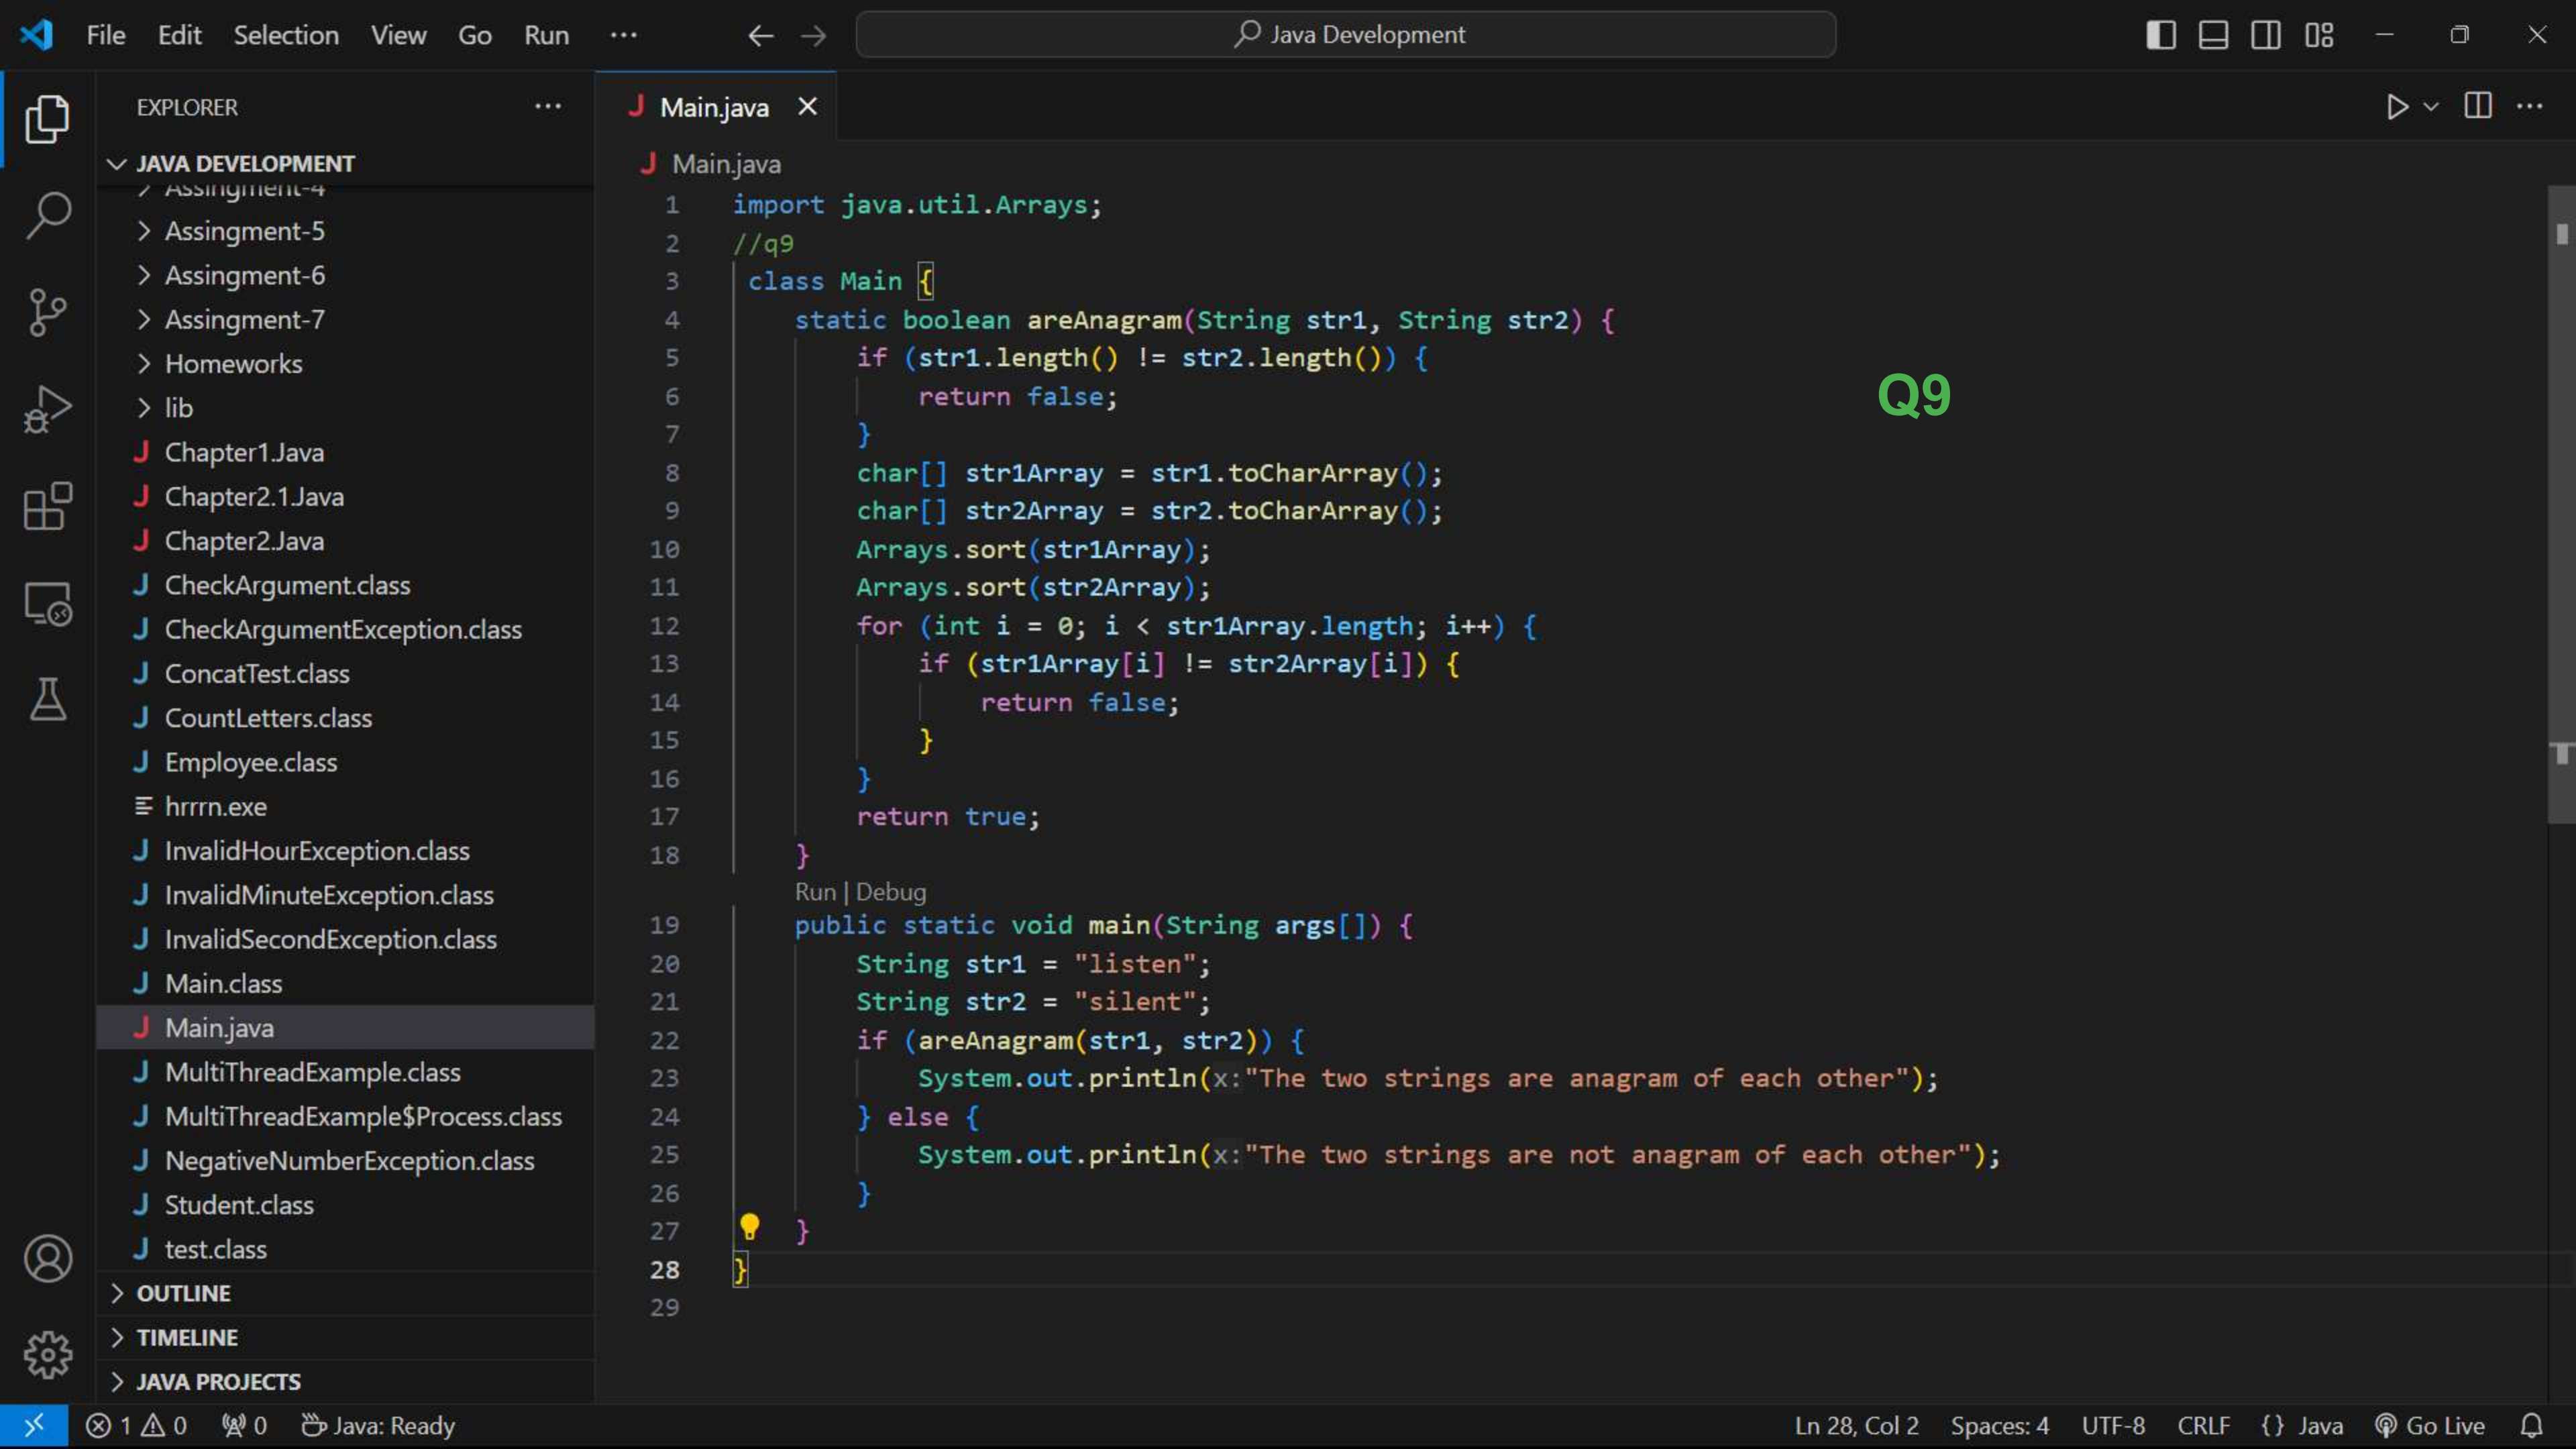 File Edit Selection View Go Run ··· Java Development
EXPLORER ···
JAVA DEVELOPMENT
Assingment-4
Assingment-5
Assingment-6
Assingment-7
Homeworks
lib
Chapter1.Java
Chapter2.1.Java
Chapter2.Java
CheckArgument.class
CheckArgumentException.class
ConcatTest.class
CountLetters.class
Employee.class
hrrrn.exe
InvalidHourException.class
InvalidMinuteException.class
InvalidSecondException.class
Main.class
Main.java
MultiThreadExample.class
MultiThreadExample$Process.class
NegativeNumberException.class
Student.class
test.class
OUTLINE
TIMELINE
JAVA PROJECTS
Main.java
Main.java
1 import java.util.Arrays;
2 //q9
3 class Main {
4 static boolean areAnagram(String str1, String str2) {
5 if (str1.length() != str2.length()) {
6 return false;
7 }
8 char[] str1Array = str1.toCharArray();
9 char[] str2Array = str2.toCharArray();
10 Arrays.sort(str1Array);
11 Arrays.sort(str2Array);
12 for (int i = 0; i < str1Array.length; i++) {
13 if (str1Array[i] != str2Array[i]) {
14 return false;
15 }
16 }
17 return true;
18 }
Run | Debug
19 public static void main(String args[]) {
20 String str1 = "listen";
21 String str2 = "silent";
22 if (areAnagram(str1, str2)) {
23 System.out.println(x:"The two strings are anagram of each other");
24 } else {
25 System.out.println(x:"The two strings are not anagram of each other");
26 }
27 }
28 }
29
Q9
1 0 0 Java: Ready Ln 28, Col 2 Spaces: 4 UTF-8 CRLF {} Java Go Live